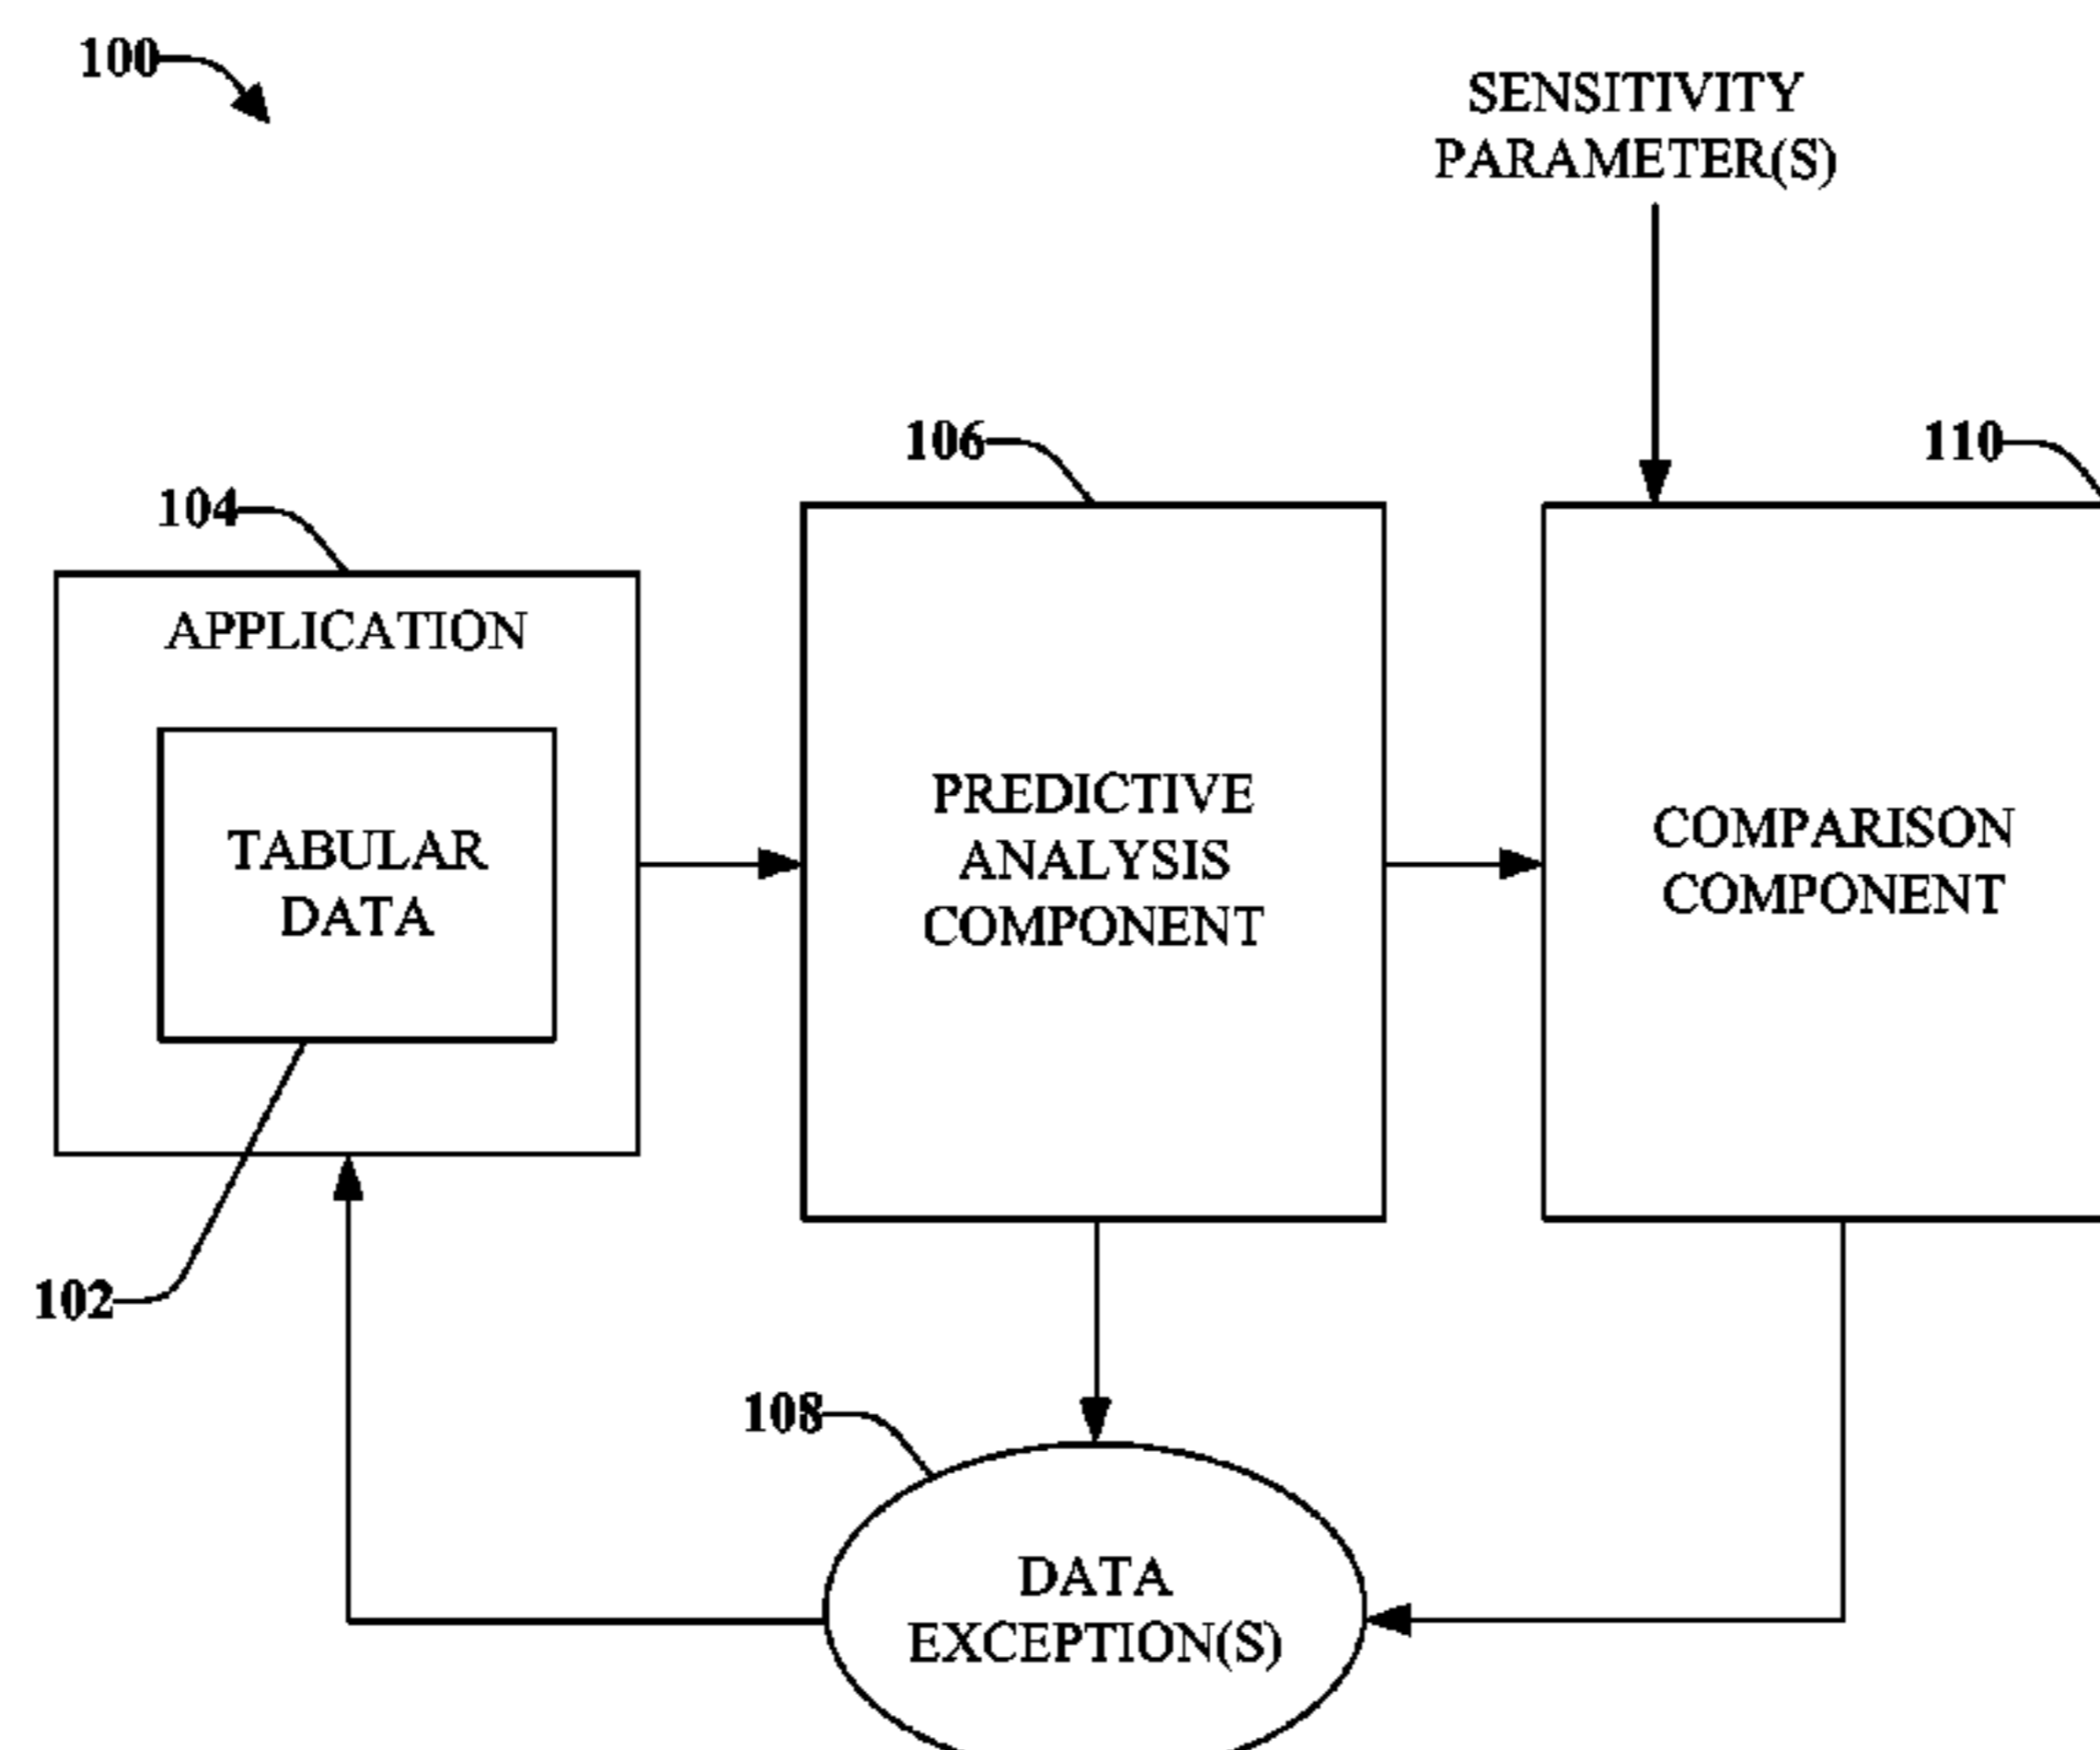 100
SENSITIVITY
PARAMETER(S)
106
110
104
APPLICATION
TABULAR
DATA
PREDICTIVE
ANALYSIS
COMPONENT
COMPARISON
COMPONENT
102
108
DATA
EXCEPTION(S)